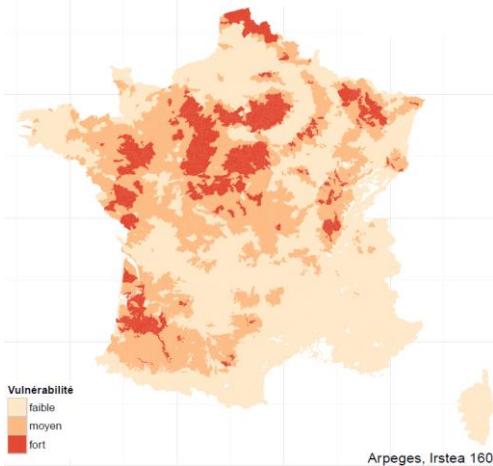 Vulnérabilité
faible
moyen
fort
Arpeges, Irstea 160